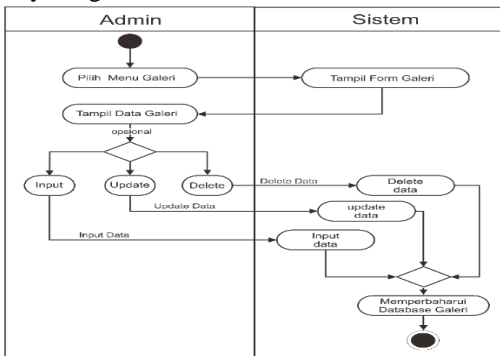 Admin
Sistem
Pilih Menu Galeri
Tampil Form Galeri
Tampil Data Galeri
opsional
Input
Update
Delete
Delete Data
Delete
data
Update Data
update
data
Input Data
Input
data
Memperbaharui
Database Galeri